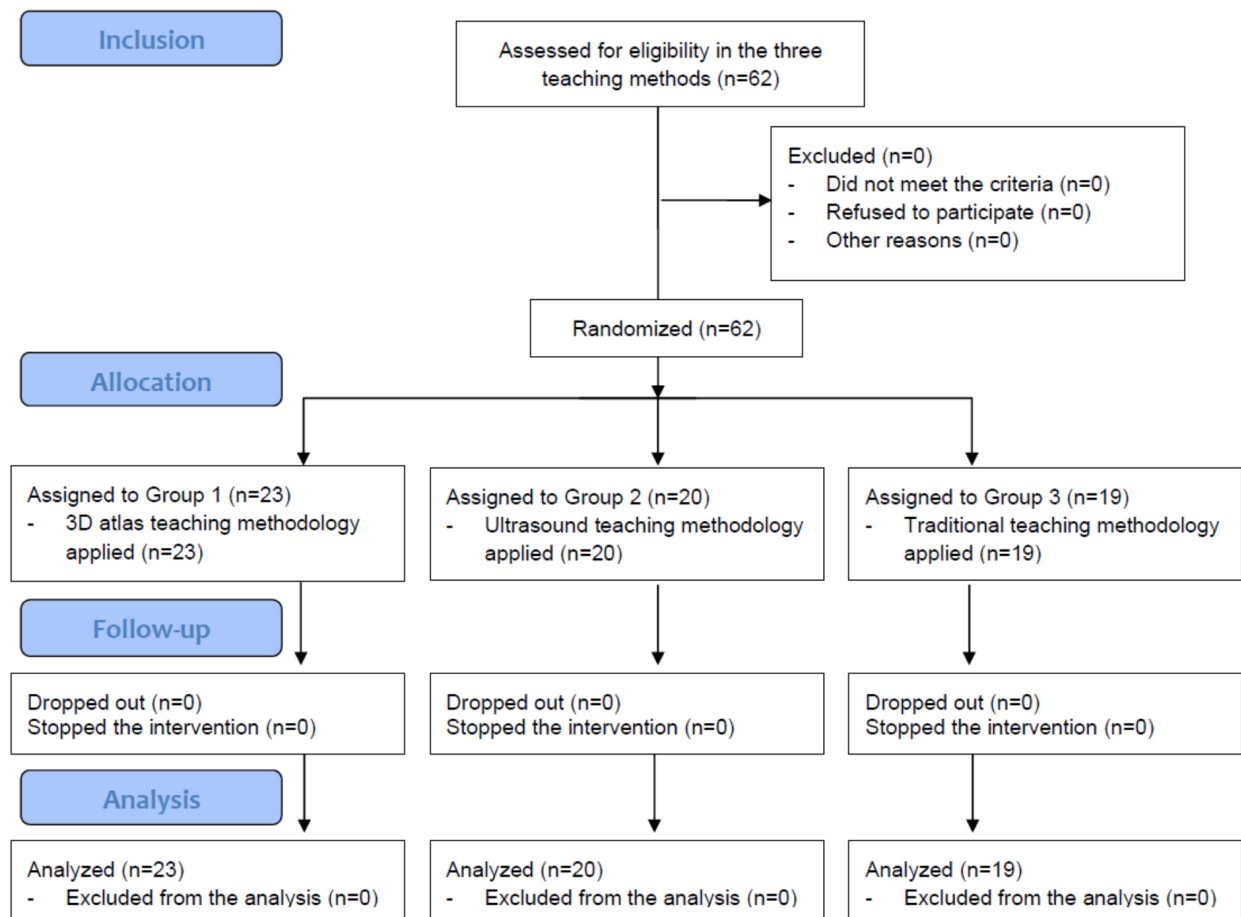 Inclusion
Assessed for eligibility in the three
teaching methods (n=62)
Excluded (n=0)
- Did not meet the criteria (n=0)
- Refused to participate (n=0)
- Other reasons (n=0)
Randomized (n=62)
Allocation
Assigned to Group 1 (n=23)
- 3D atlas teaching methodology
applied (n=23)
Assigned to Group 2 (n=20)
- Ultrasound teaching methodology
applied (n=20)
Assigned to Group 3 (n=19)
- Traditional teaching methodology
applied (n=19)
Follow-up
Dropped out (n=0)
Stopped the intervention (n=0)
Dropped out (n=0)
Stopped the intervention (n=0)
Dropped out (n=0)
Stopped the intervention (n=0)
Analysis
Analyzed (n=23)
- Excluded from the analysis (n=0)
Analyzed (n=20)
- Excluded from the analysis (n=0)
Analyzed (n=19)
- Excluded from the analysis (n=0)